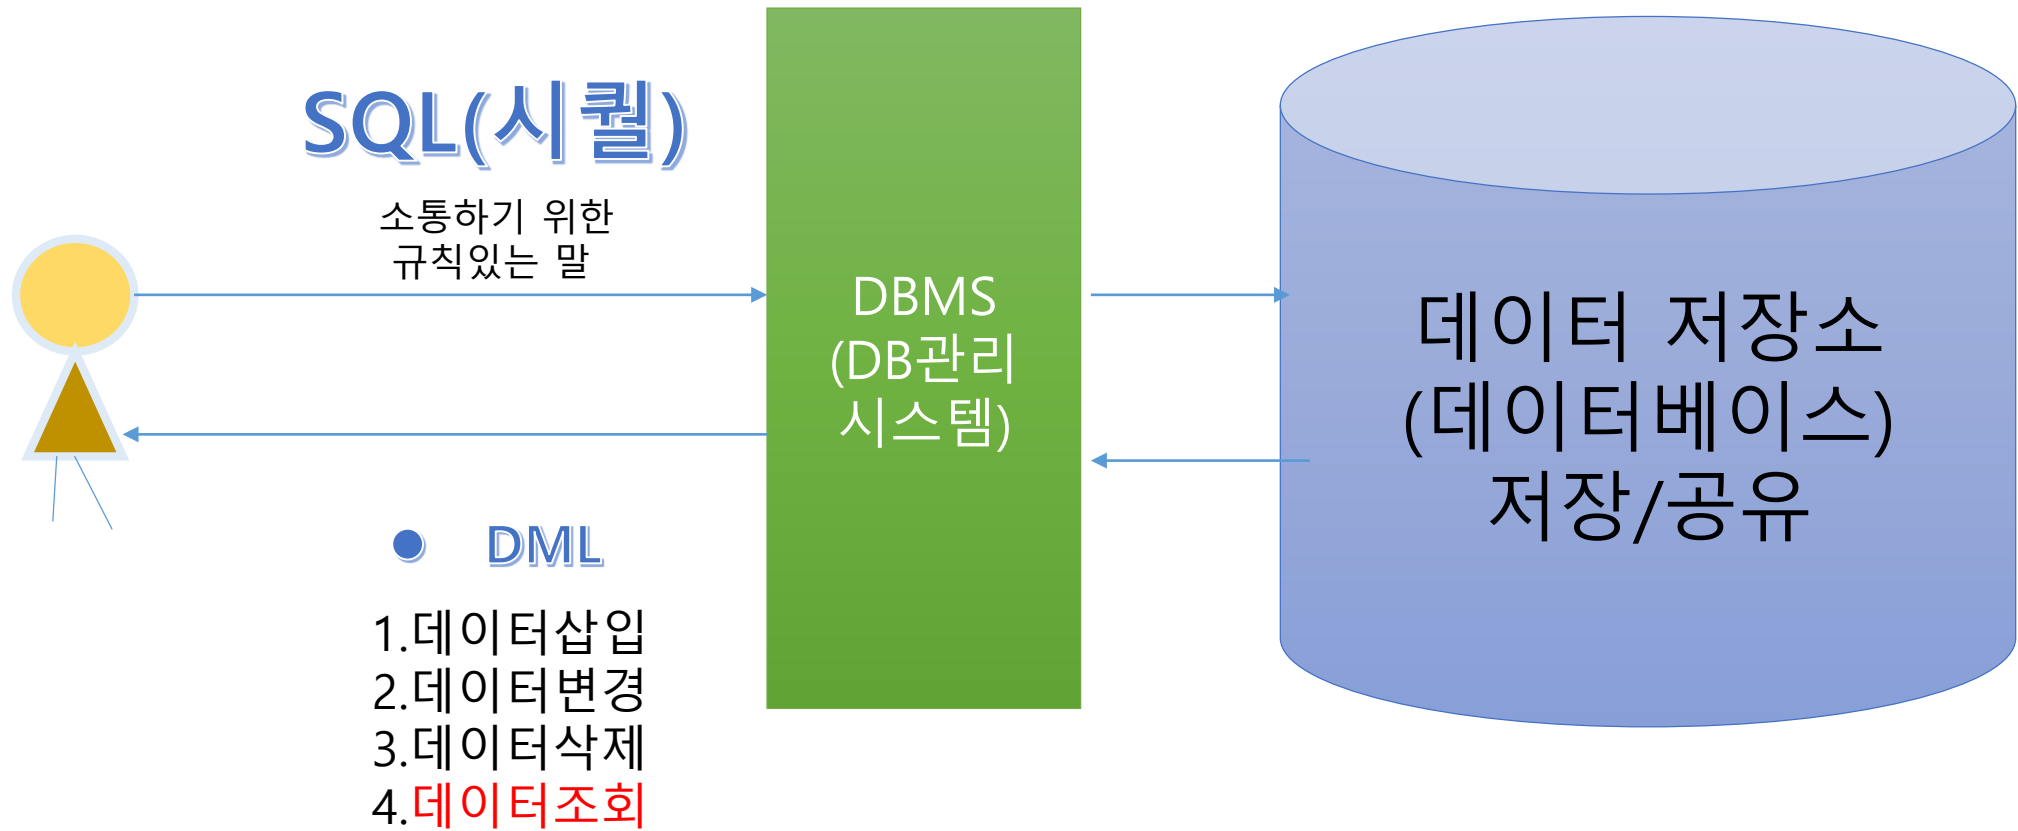 SQL(시퀄)
소통하기 위한
규칙있는 말
DBMS
(DB관리
시스템)
데이터 저장소
(데이터베이스)
저장/공유
● DML
1.데이터삽입
2.데이터변경
3.데이터삭제
4.데이터조회